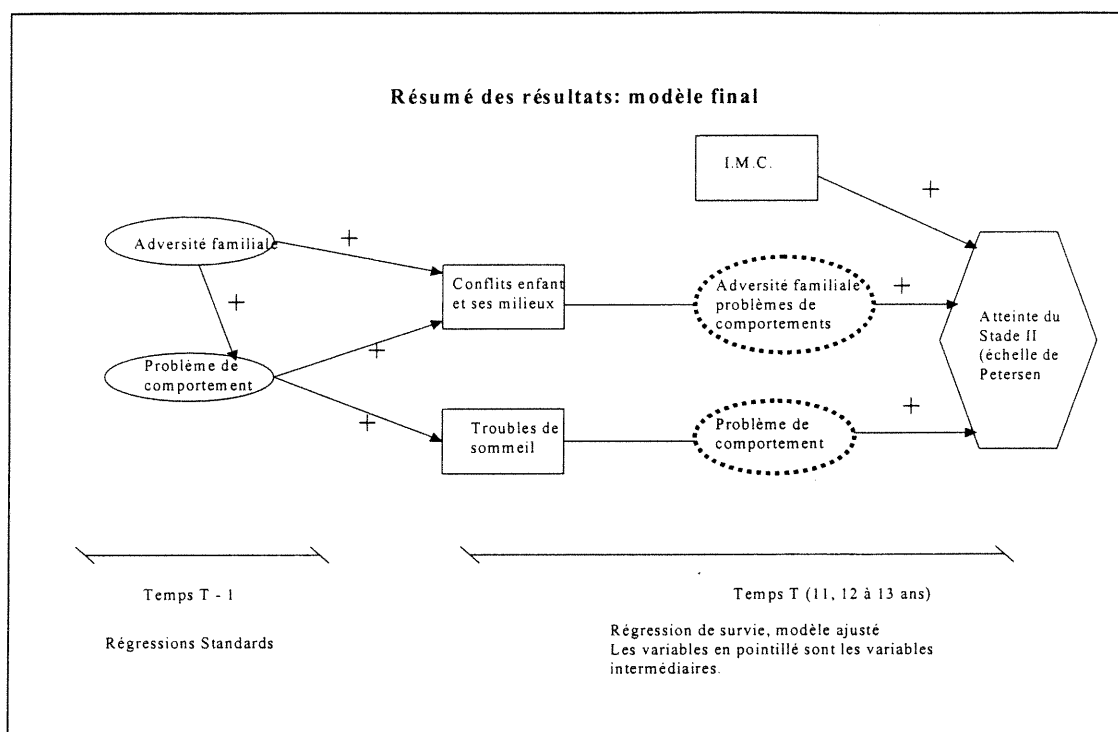 Résumé des résultats: modèle final
I.M.C.
+
Adversité familiale
+
+
Conflits enfant
et ses milieux
Adversité familiale
problèmes de
comportements
+
Atteinte du
Stade II
(échelle de
Petersen
Problème de
comportement
+
+
Troubles de
sommeil
Problème de
comportement
+
Temps T - 1
Temps T (11, 12 à 13 ans)
Régressions Standards
Régression de survie, modèle ajusté
Les variables en pointillé sont les variables
intermédiaires.